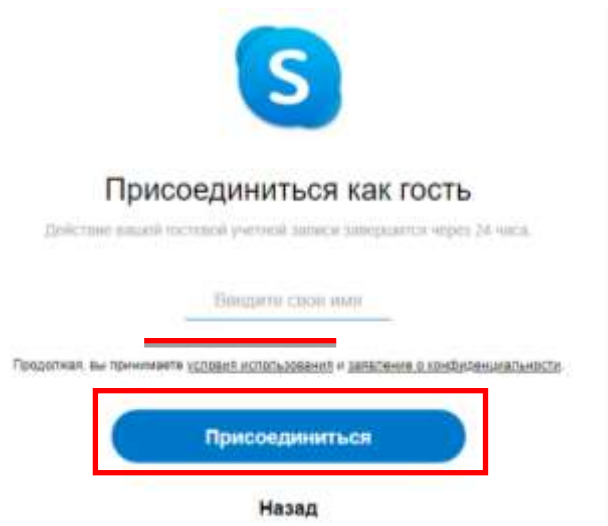 S
Присоединиться как гость
Действие вашей гостевой учетной записи завершится через 24 часа.
Введите свое имя
Продолжая, вы принимаете условия использования и заявление о конфиденциальности.
Присоединиться
Назад